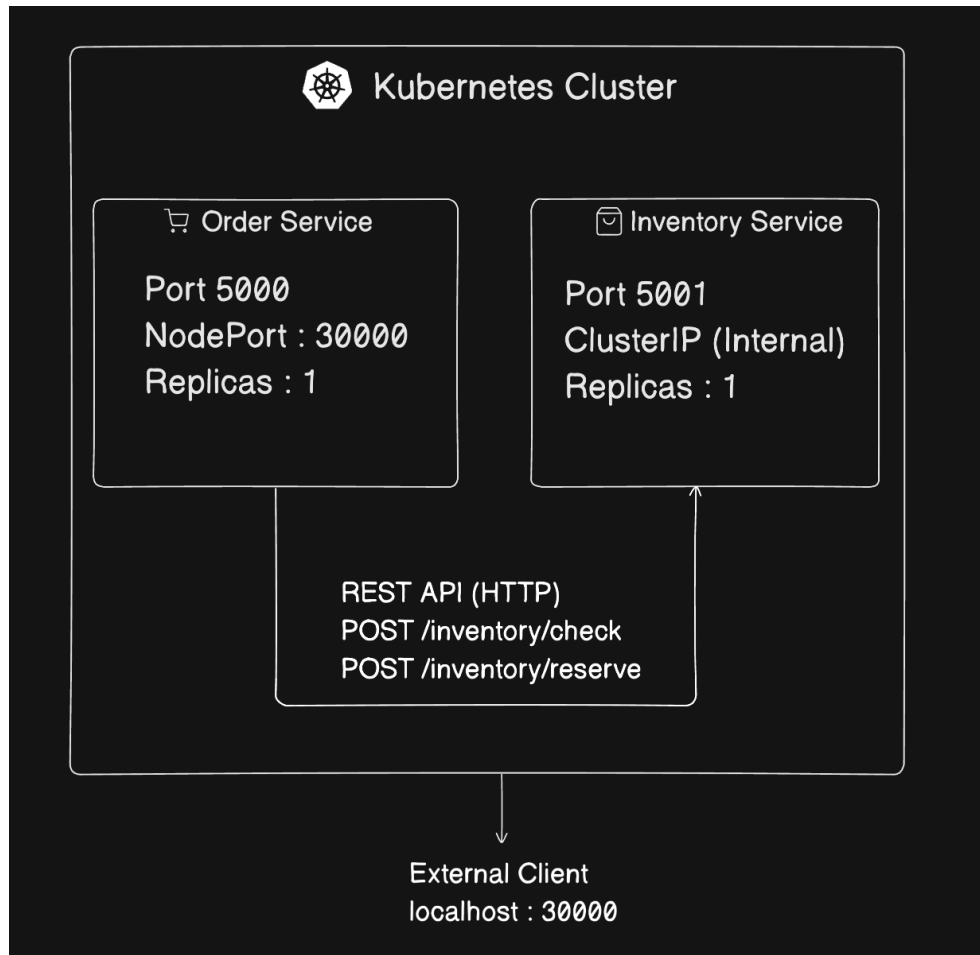 Kubernetes Cluster
Order Service
Port 5000
NodePort : 30000
Replicas : 1
Inventory Service
Port 5001
ClusterIP (Internal)
Replicas : 1
REST API (HTTP)
POST /inventory/check
POST /inventory/reserve
External Client
localhost : 30000